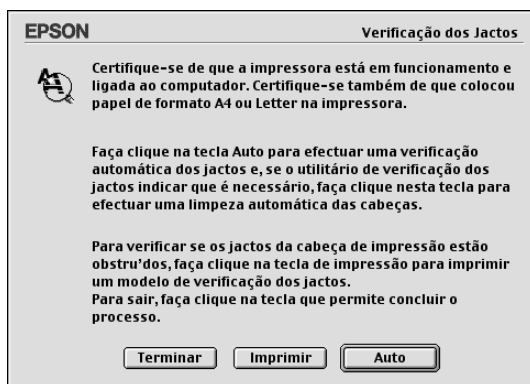 EPSON
Verificação dos Jactos
Certifique-se de que a impressora está em funcionamento e
ligada ao computador. Certifique-se também de que colocou
papel de formato A4 ou Letter na impressora.
Faça clique na tecla Auto para efectuar uma verificação
automática dos jactos e, se o utilitário de verificação dos
jactos indicar que é necessário, faça clique nesta tecla para
efectuar uma limpeza automática das cabeças.
Para verificar se os jactos da cabeça de impressão estão
obstru'dos, faça clique na tecla de impressão para imprimir
um modelo de verificação dos jactos.
Para sair, faça clique na tecla que permite concluir o
processo.
Terminar Imprimir Auto